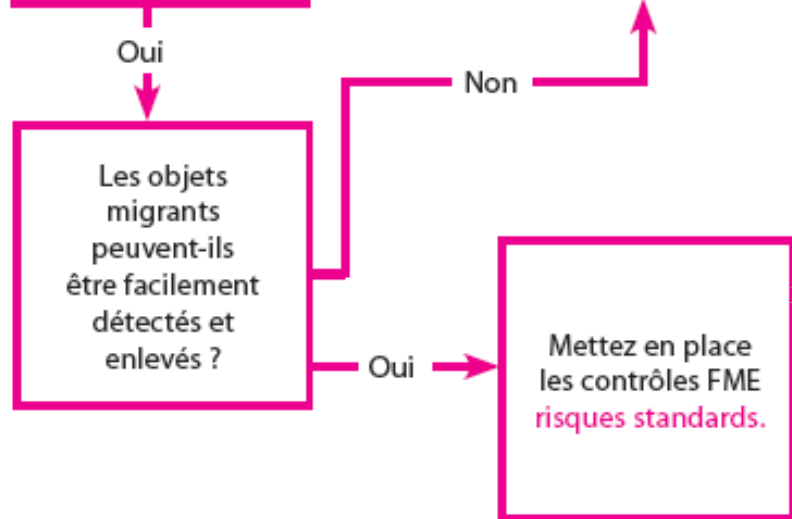 Oui
Non
Les objets
migrants
peuvent-ils
être facilement
détectés et
enlevés ?
Oui
Mettez en place
les contrôles FME
risques standards.